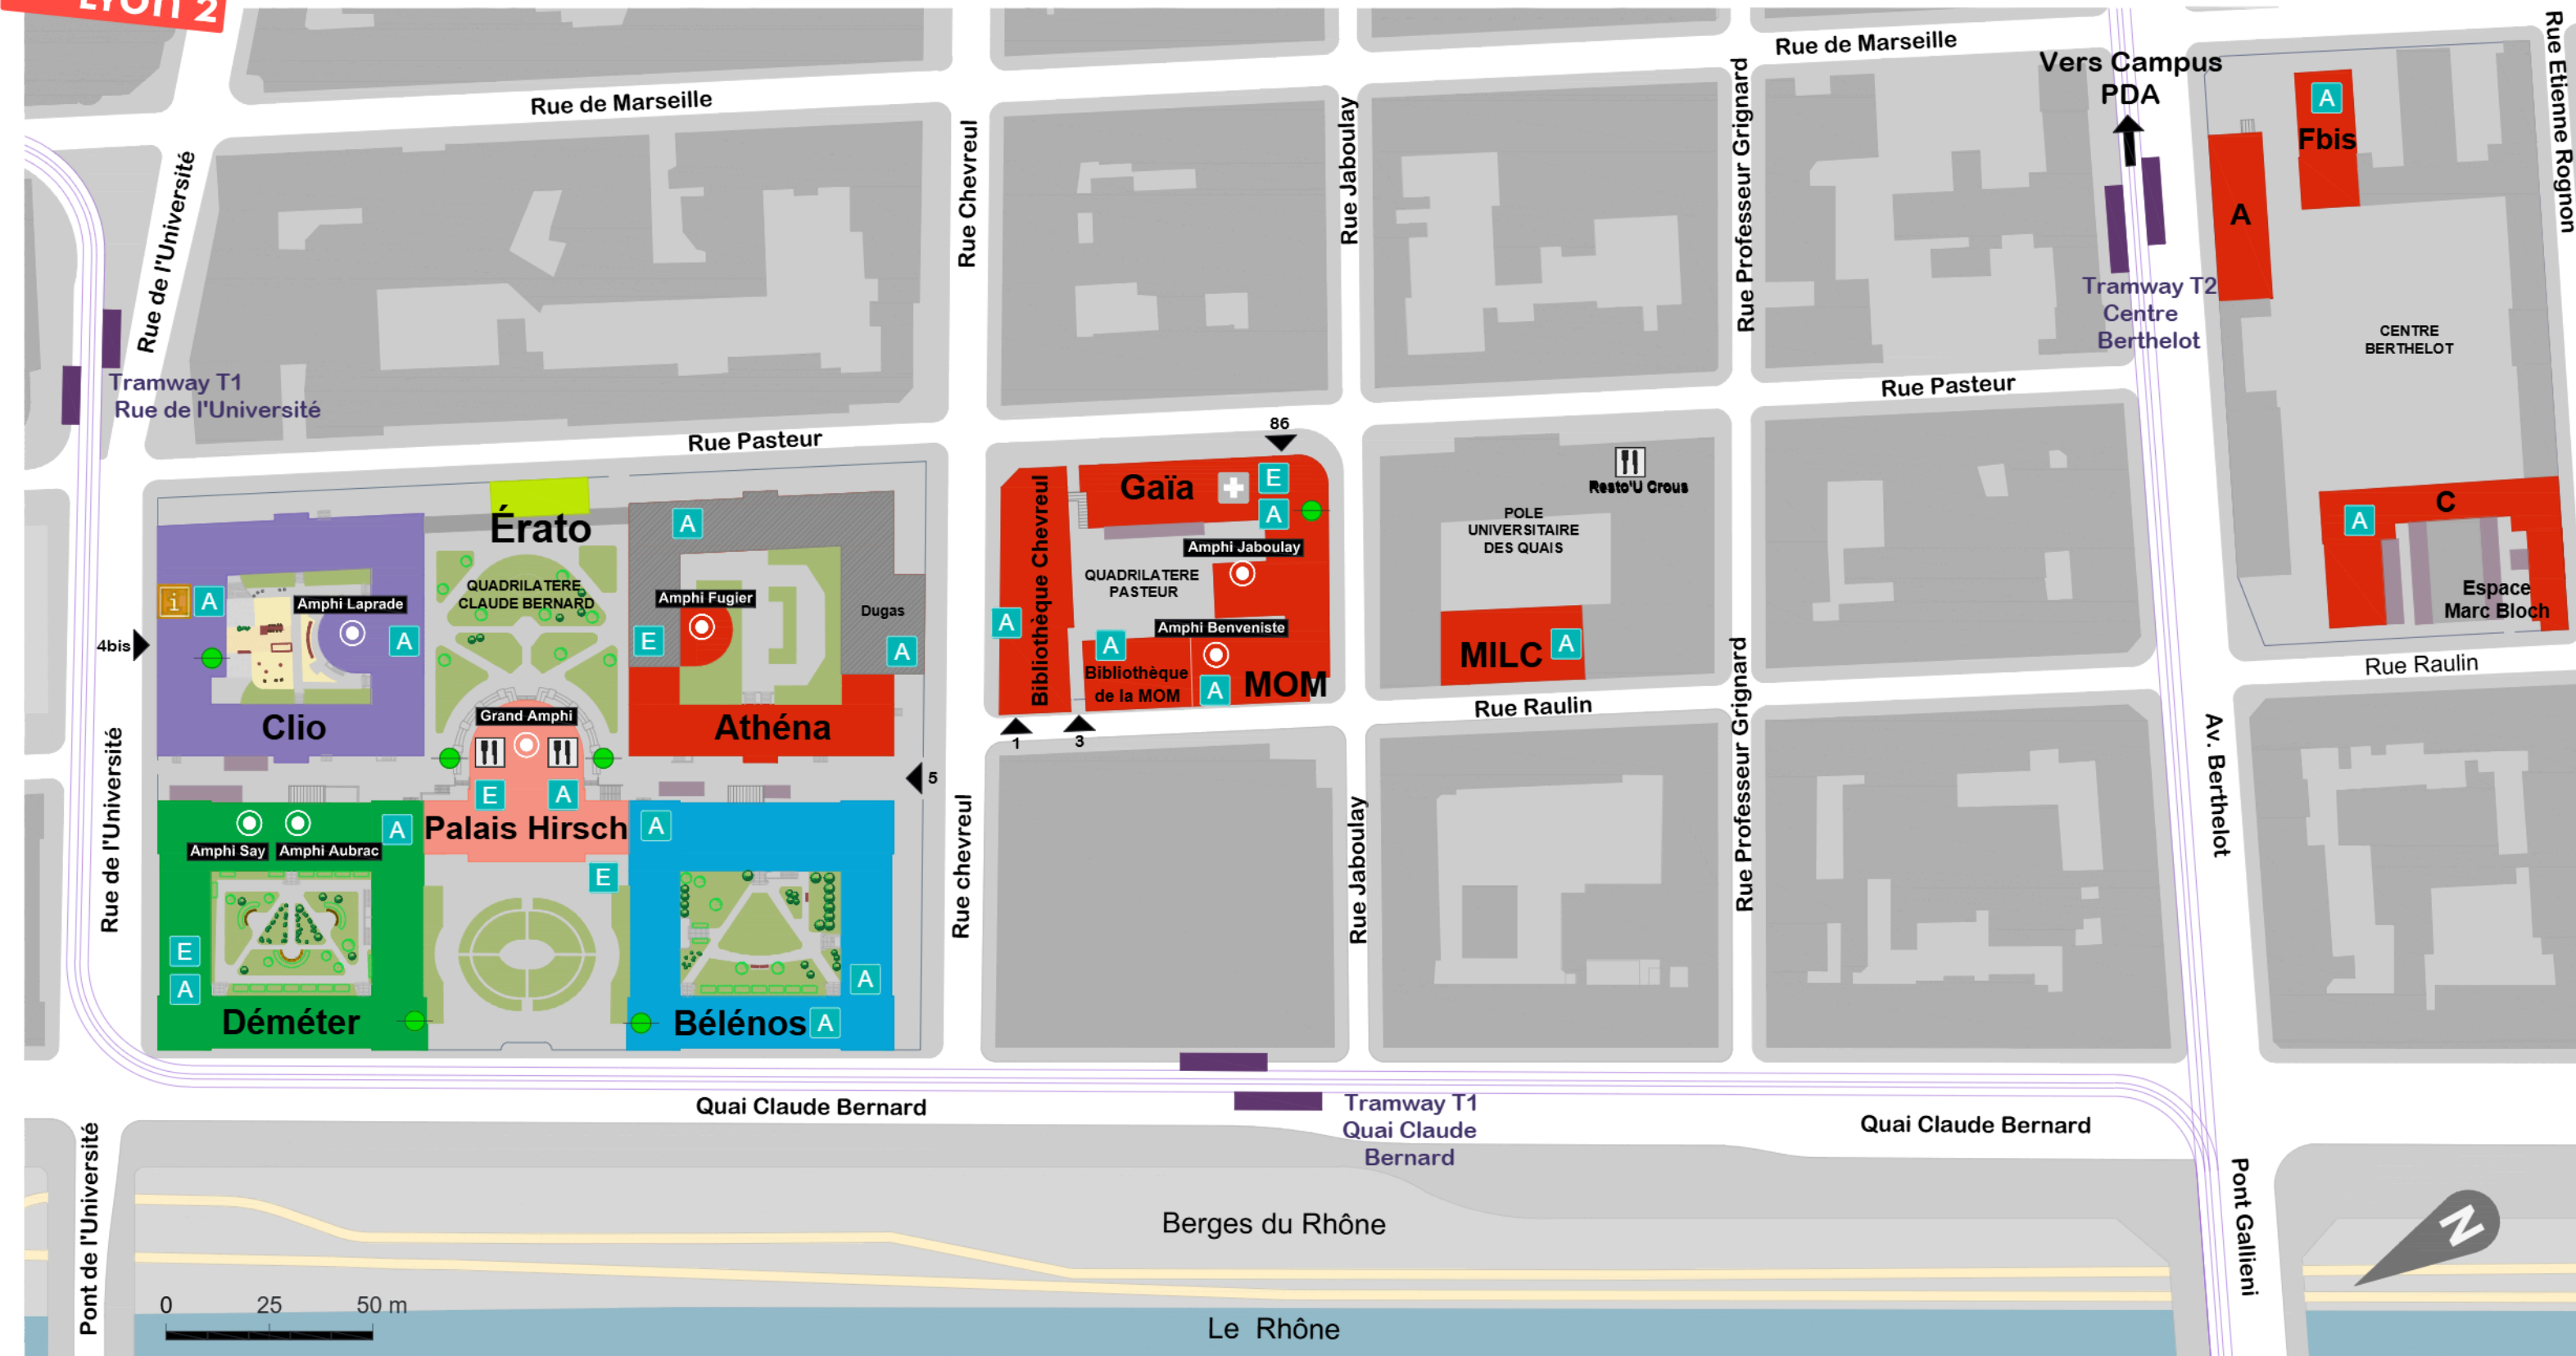 LYON 2
Rue de Marseille
Rue de Marseille
Vers Campus
PDA
Rue Etienne Rognon
Rue de l'Université
Rue Chevreul
Rue Jaboulay
Rue Professeur Grignard
A
Fbis
A
Tramway T2
Centre
Berthelot
CENTRE
BERTHELOT
Tramway T1
Rue de l'Université
Rue Pasteur
Rue Pasteur
86
Érato
QUADRILATERE
CLAUDE BERNARD
A
i
A
Amphi Laprade
A
4bis
Clio
Amphi Fugier
E
Dugas
A
Athéna
Grand Amphi
E
A
Palais Hirsch
5
Bibliothèque Chevreul
A
Gaïa
E
A
Amphi Jaboulay
QUADRILATERE
PASTEUR
Amphi Benveniste
A
Bibliothèque
de la MOM
A
MOM
1
3
Resto'U Crous
POLE
UNIVERSITAIRE
DES QUAIS
MILC
A
Rue Raulin
C
A
Espace
Marc Bloch
Rue Raulin
Rue de l'Université
Amphi Say
Amphi Aubrac
A
E
A
Déméter
A
E
A
Bélénos
A
Rue chevreul
Rue Jaboulay
Rue Professeur Grignard
Av. Berthelot
Quai Claude Bernard
Tramway T1
Quai Claude
Bernard
Quai Claude Bernard
Pont de l'Université
Pont Gallieni
Berges du Rhône
N
0 25 50 m
Le Rhône